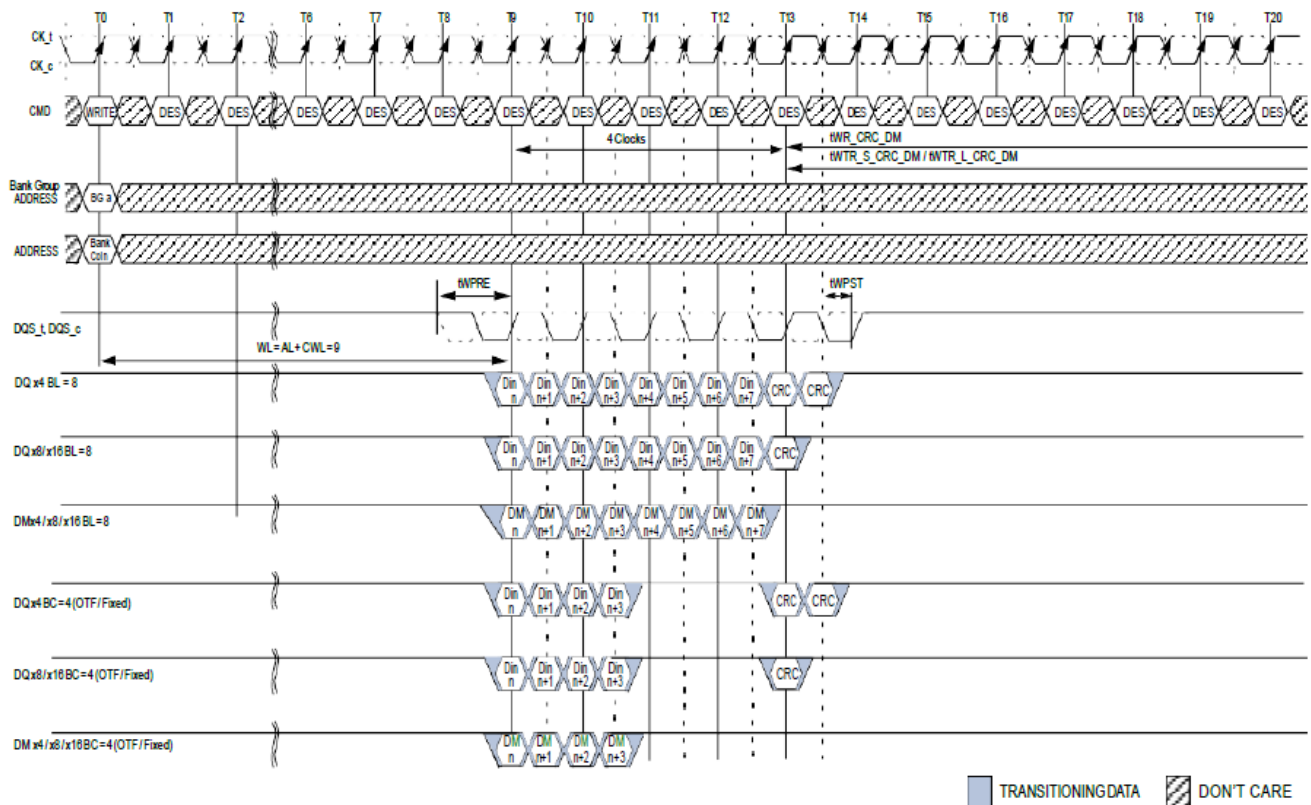 T0 T1 T2 T6 T7 T8 T9 T10 T11 T12 T13 T14 T15 T16 T17 T18 T19 T20
CK_t
CK_c
CMD WRITE DES DES DES DES DES DES DES DES DES DES DES DES DES DES DES DES DES
4 Clocks tWR_CRC_DM
tWTR_S_CRC_DM / tWTR_L_CRC_DM
Bank Group
ADDRESS BG a
ADDRESS Bank
Coln
tWPRE tWPST
DQS_t, DQS_c
WL = AL + CWL = 9
DQ x4 BL = 8 Din Din Din Din Din Din Din Din CRC CRC
n n+1 n+2 n+3 n+4 n+5 n+6 n+7
DQ x8/x16 BL=8 Din Din Din Din Din Din Din Din CRC
n n+1 n+2 n+3 n+4 n+5 n+6 n+7
DM x4/x8/x16 BL=8 DM DM DM DM DM DM DM DM
n n+1 n+2 n+3 n+4 n+5 n+6 n+7
DQ x4 BC=4 (OTF/Fixed) Din Din Din Din CRC CRC
n n+1 n+2 n+3
DQ x8/x16 BC=4 (OTF/Fixed) Din Din Din Din CRC
n n+1 n+2 n+3
DM x4/x8/x16 BC=4 (OTF/Fixed) DM DM DM DM
n n+1 n+2 n+3
TRANSITIONING DATA DON'T CARE